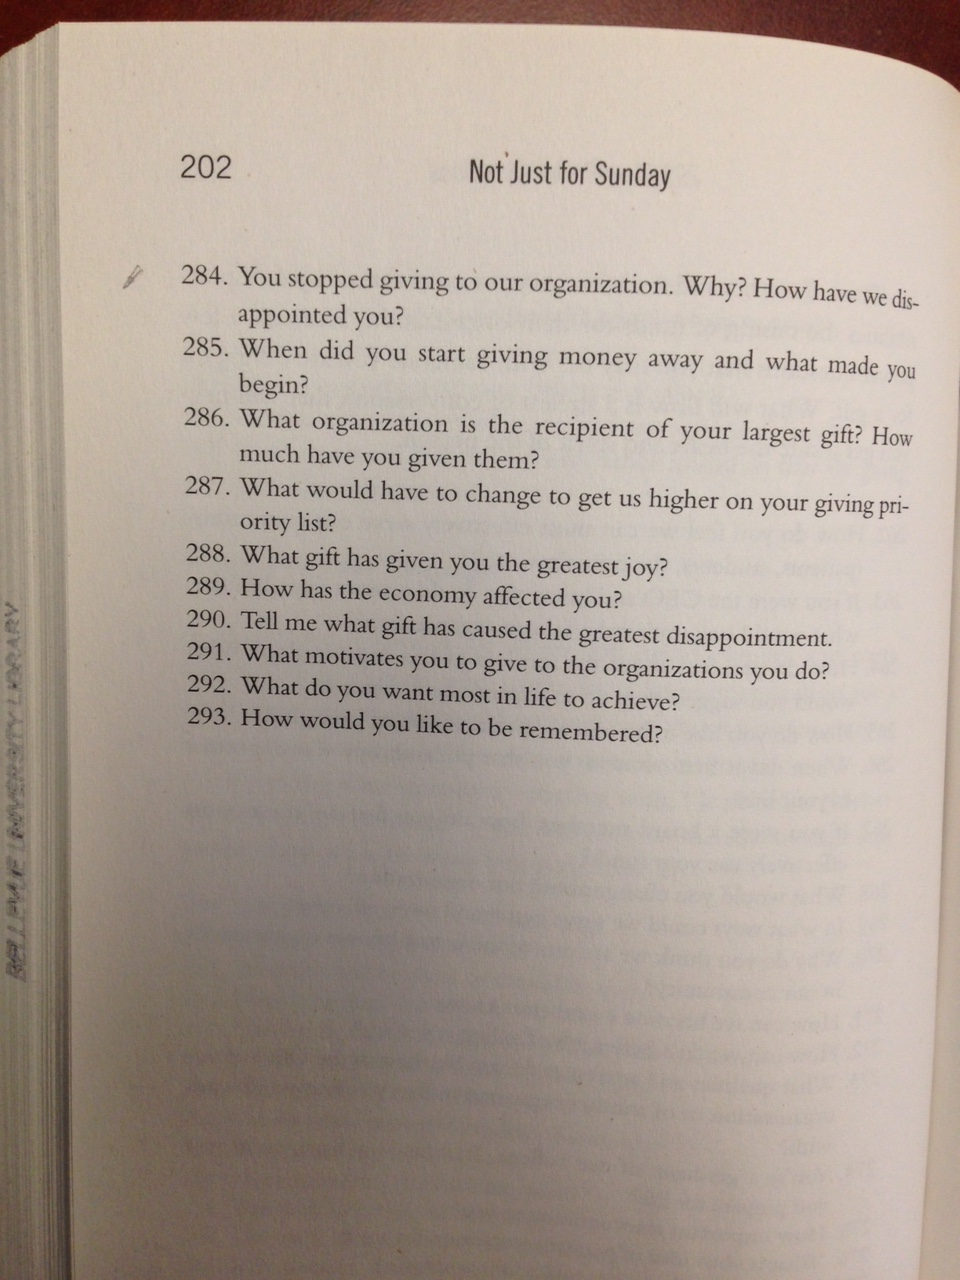 202 Not Just for Sunday
284. You stopped giving to our organization. Why? How have we dis-
appointed you?
285. When did you start giving money away and what made you
begin?
286. What organization is the recipient of your largest gift? How
much have you given them?
287. What would have to change to get us higher on your giving pri-
ority list?
288. What gift has given you the greatest joy?
289. How has the economy affected you?
290. Tell me what gift has caused the greatest disappointment.
291. What motivates you to give to the organizations you do?
292. What do you want most in life to achieve?
293. How would you like to be remembered?
BELLEVUE UNIVERSITY LIBRARY